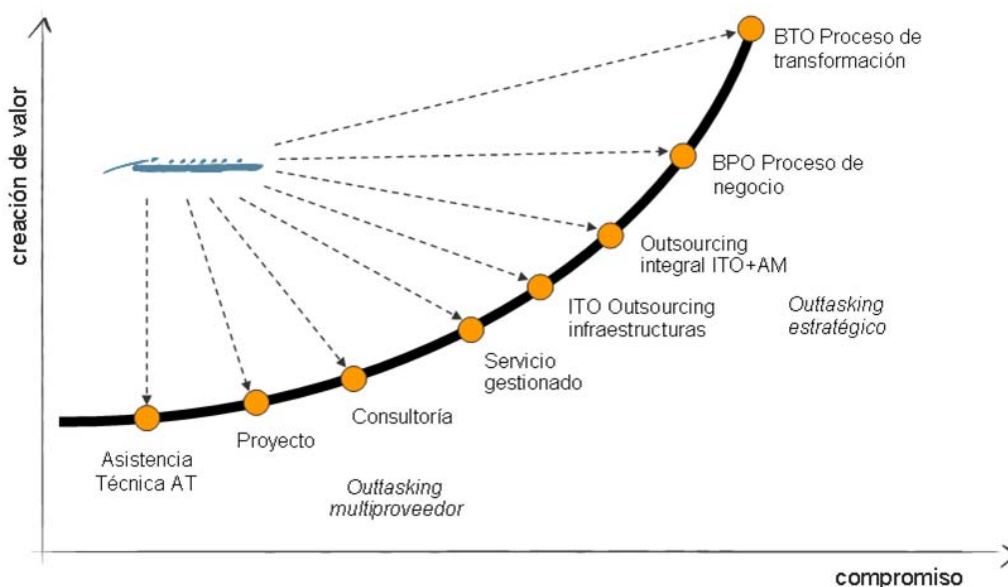 creación de valor
BTO Proceso de
transformación
BPO Proceso de
negocio
Outsourcing
integral ITO+AM
ITO Outsourcing
infraestructuras
Outtasking
estratégico
Servicio
gestionado
Consultoría
Proyecto
Asistencia
Técnica AT
Outtasking
multiproveedor
compromiso